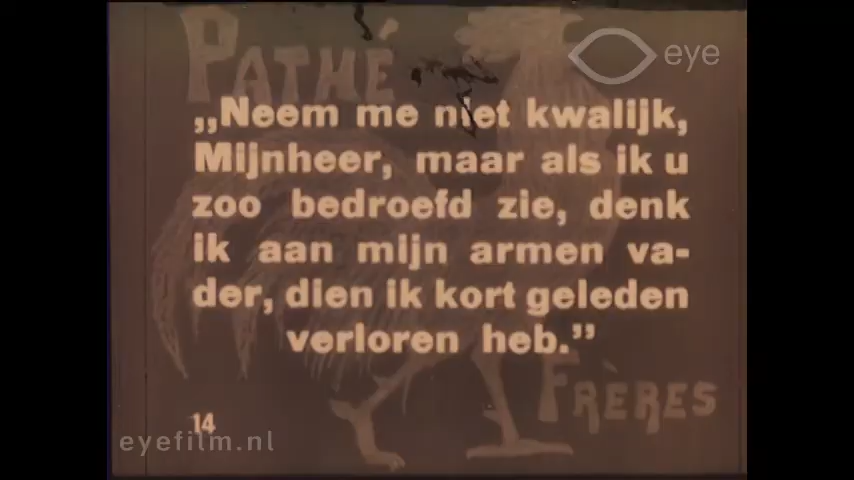 PATHÉ
eye
„Neem me niet kwalijk,
Mijnheer, maar als ik u
zoo bedroefd zie, denk
ik aan mijn armen va-
der, dien ik kort geleden
verloren heb.”
FRÈRES
14
eyefilm.nl